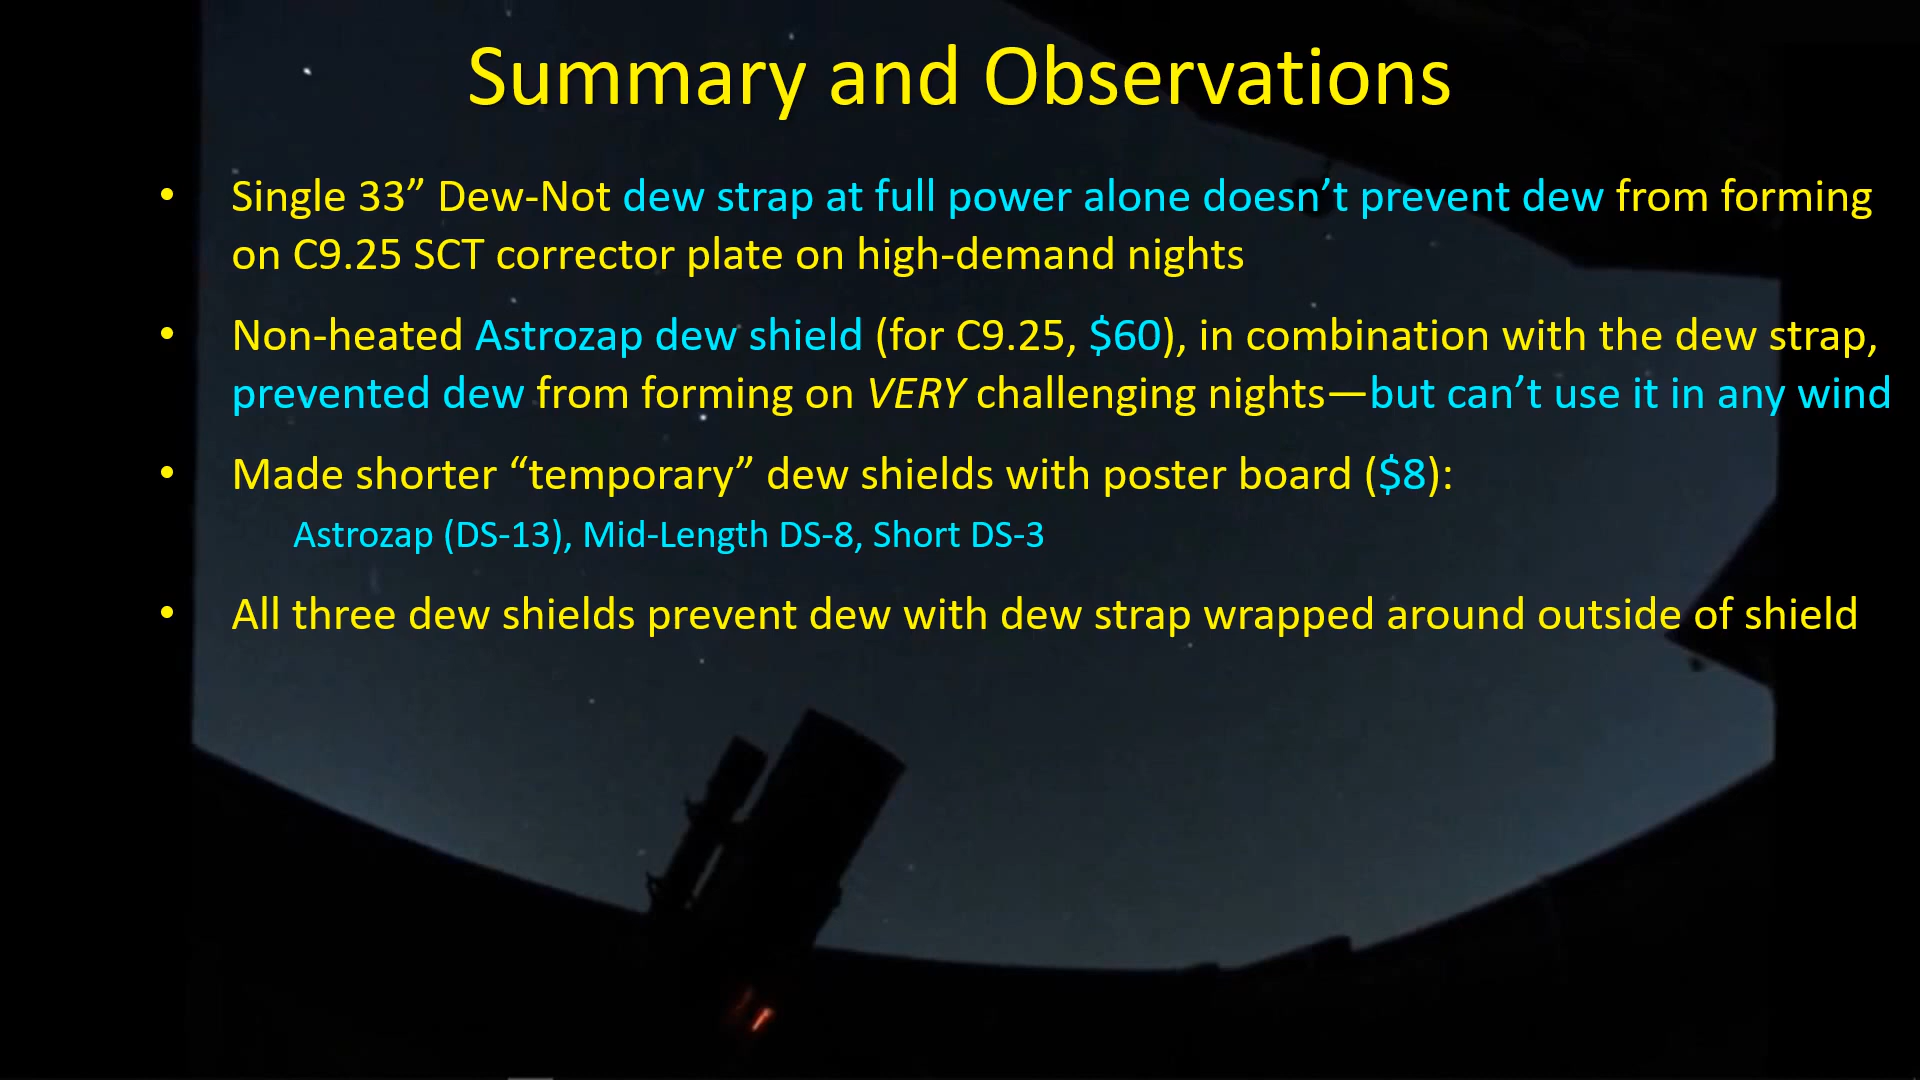 Summary and Observations
• Single 33” Dew-Not dew strap at full power alone doesn’t prevent dew from forming
on C9.25 SCT corrector plate on high-demand nights
• Non-heated Astrozap dew shield (for C9.25, $60), in combination with the dew strap,
prevented dew from forming on VERY challenging nights—but can’t use it in any wind
• Made shorter “temporary” dew shields with poster board ($8):
Astrozap (DS-13), Mid-Length DS-8, Short DS-3
• All three dew shields prevent dew with dew strap wrapped around outside of shield